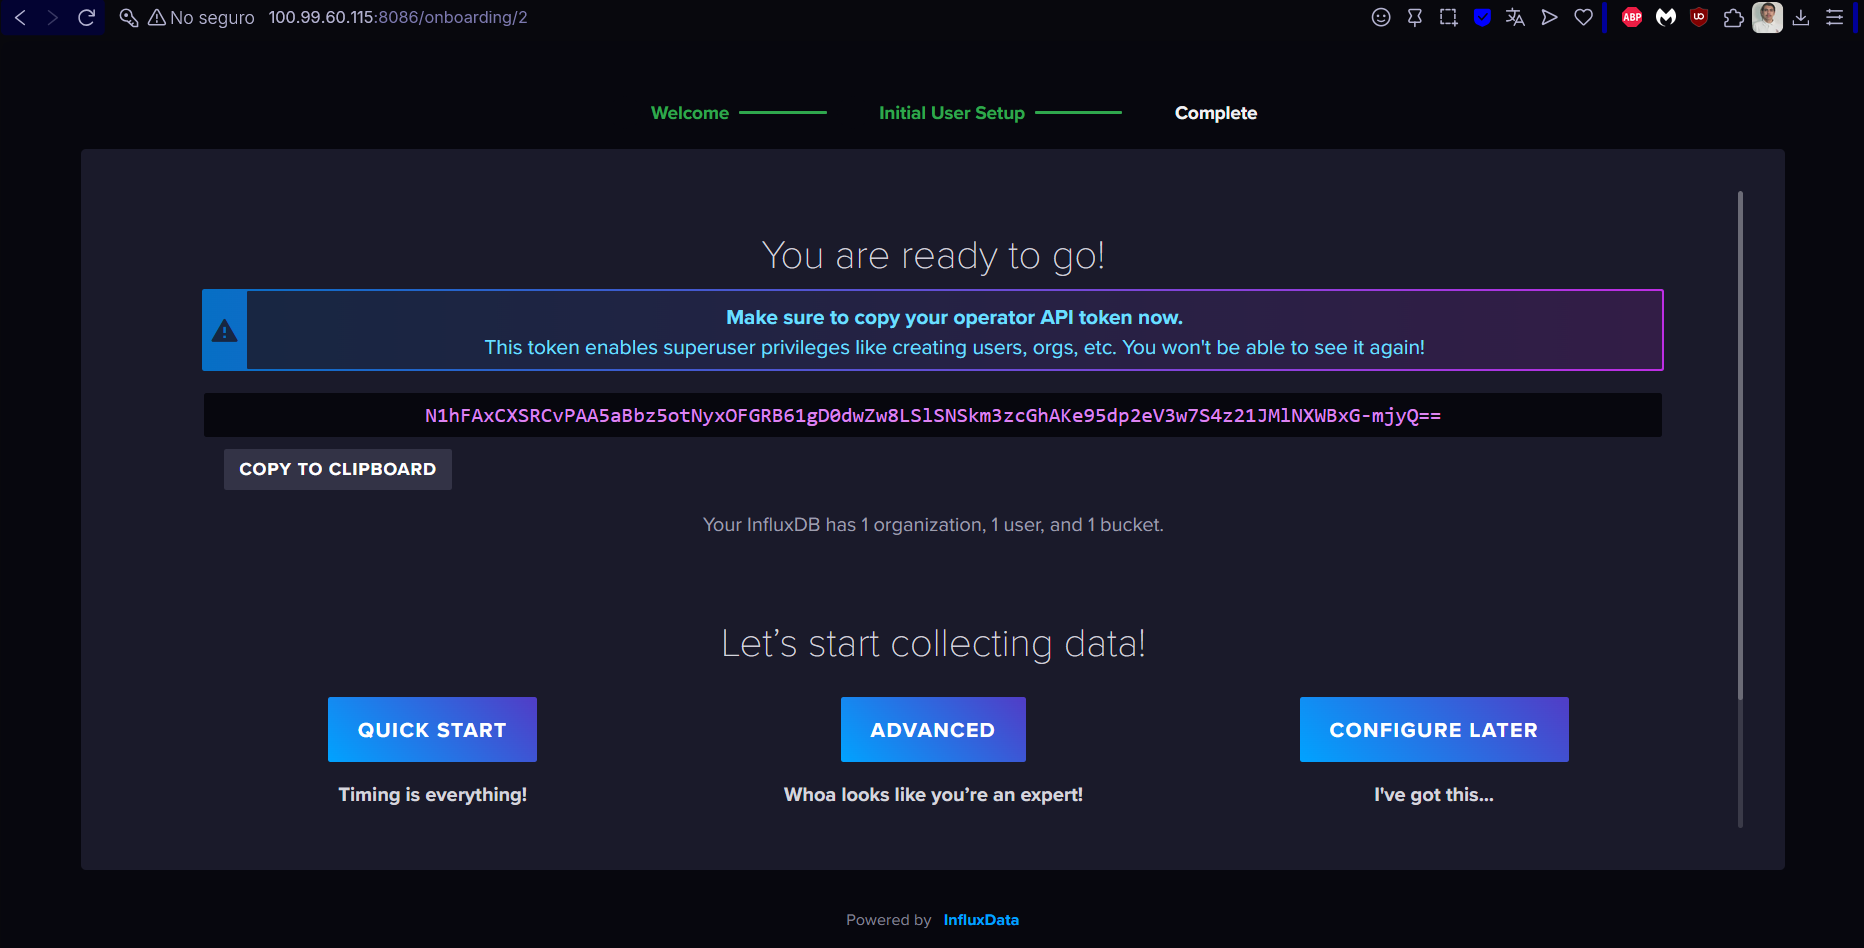 No seguro 100.99.60.115:8086/onboarding/2
ABP
Welcome Initial User Setup Complete
You are ready to go!
Make sure to copy your operator API token now.
This token enables superuser privileges like creating users, orgs, etc. You won't be able to see it again!
N1hFAxCXSRCvPAA5aBbz5otNyxOFGRB61gD0dwZw8LSlSNSkm3zcGhAKe95dp2eV3w7S4z21JMlNXWBxG-mjyQ==
COPY TO CLIPBOARD
Your InfluxDB has 1 organization, 1 user, and 1 bucket.
Let’s start collecting data!
QUICK START ADVANCED CONFIGURE LATER
Timing is everything! Whoa looks like you’re an expert! I've got this...
Powered by InfluxData